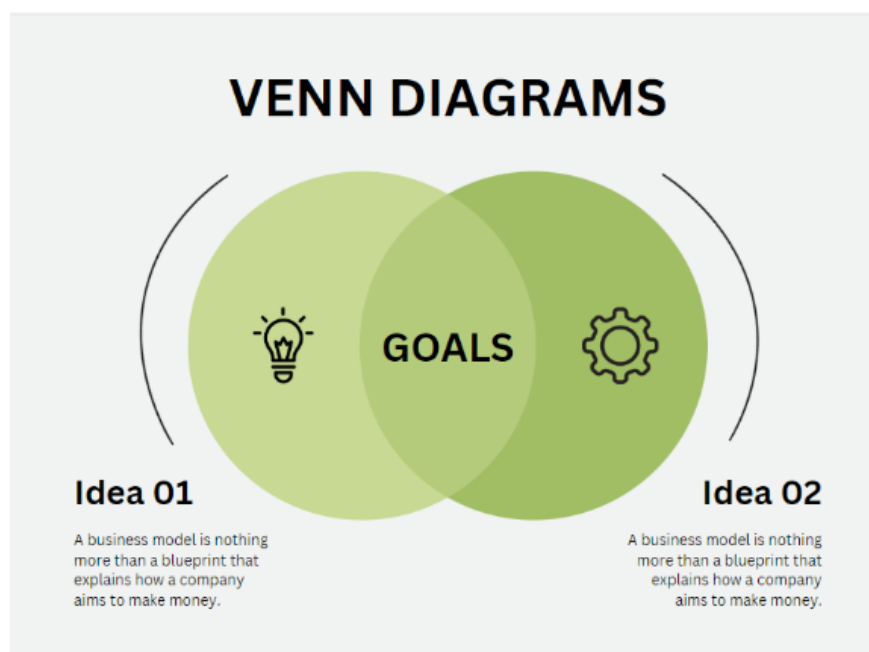 VENN DIAGRAMS
GOALS
Idea 01
A business model is nothing
more than a blueprint that
explains how a company
aims to make money.
Idea 02
A business model is nothing
more than a blueprint that
explains how a company
aims to make money.